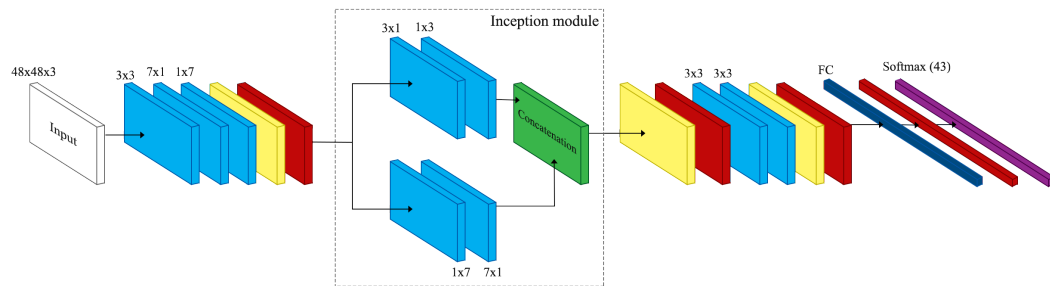 Inception module
48x48x3
Input
3x3 7x1 1x7
3x1 1x3
1x7 7x1
Concatenation
3x3 3x3
FC
Softmax (43)